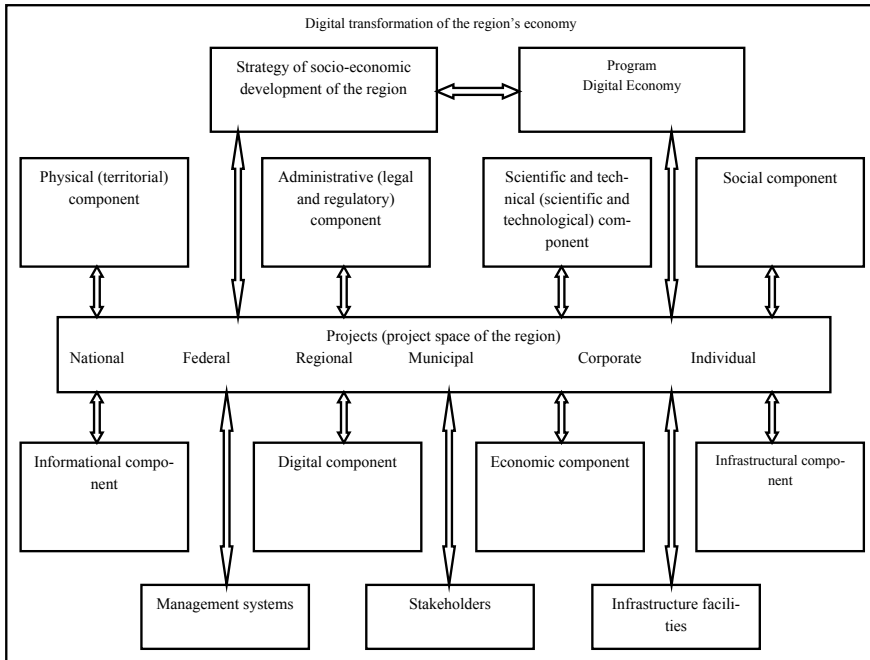 Digital transformation of the region’s economy
Strategy of socio-economic
development of the region
Program
Digital Economy
Physical (territorial)
component
Administrative (legal
and regulatory)
component
Scientific and tech-
nical (scientific and
technological) com-
ponent
Social component
Projects (project space of the region)
National Federal Regional Municipal Corporate Individual
Informational compo-
nent
Digital component
Economic component
Infrastructural compo-
nent
Management systems
Stakeholders
Infrastructure facili-
ties